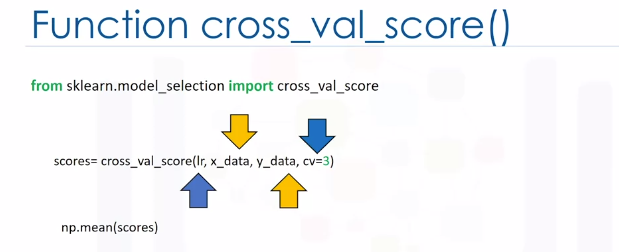 Function cross_val_score()
from sklearn.model_selection import cross_val_score
scores= cross_val_score(lr, x_data, y_data, cv=3)
np.mean(scores)